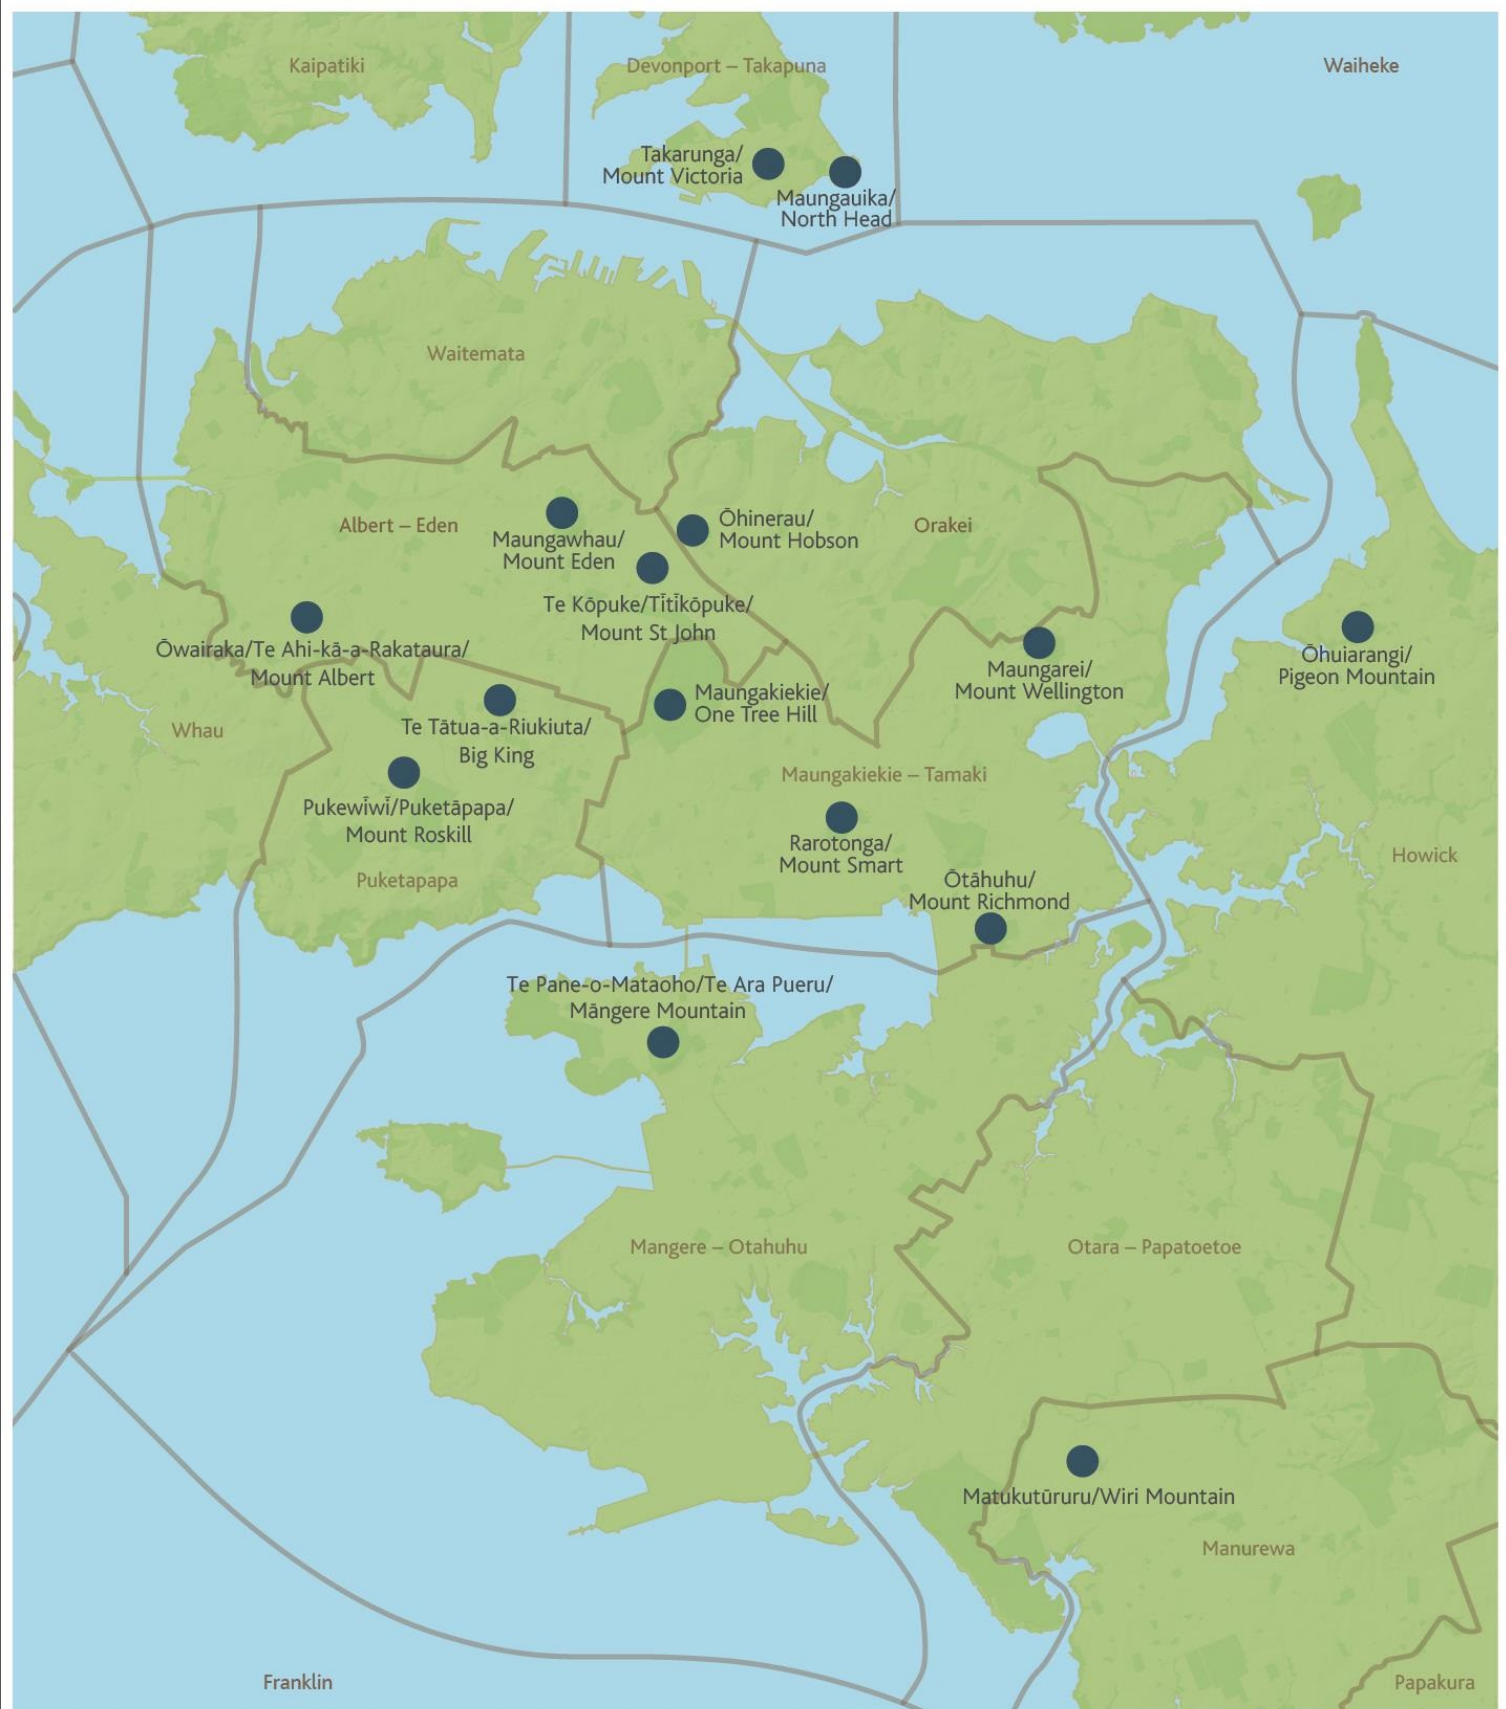 Kaipatiki
Devonport – Takapuna
Waiheke
Takarunga/
Mount Victoria
Maungauika/
North Head
Waitemata
Albert – Eden
Maungawhau/
Mount Eden
Ōhinerau/
Mount Hobson
Orakei
Te Kōpuke/Tītīkōpuke/
Mount St John
Ōwairaka/Te Ahi-kā-a-Rakataura/
Mount Albert
Maungarei/
Mount Wellington
Ōhuiarangi/
Pigeon Mountain
Whau
Te Tātua-a-Riukiuta/
Big King
Maungakiekie/
One Tree Hill
Pukewīwī/Puketāpapa/
Mount Roskill
Maungakiekie – Tamaki
Rarotonga/
Mount Smart
Howick
Puketapapa
Ōtāhuhu/
Mount Richmond
Te Pane-o-Mataoho/Te Ara Pueru/
Māngere Mountain
Mangere – Otahuhu
Otara – Papatoetoe
Matukutūruru/Wiri Mountain
Manurewa
Franklin
Papakura